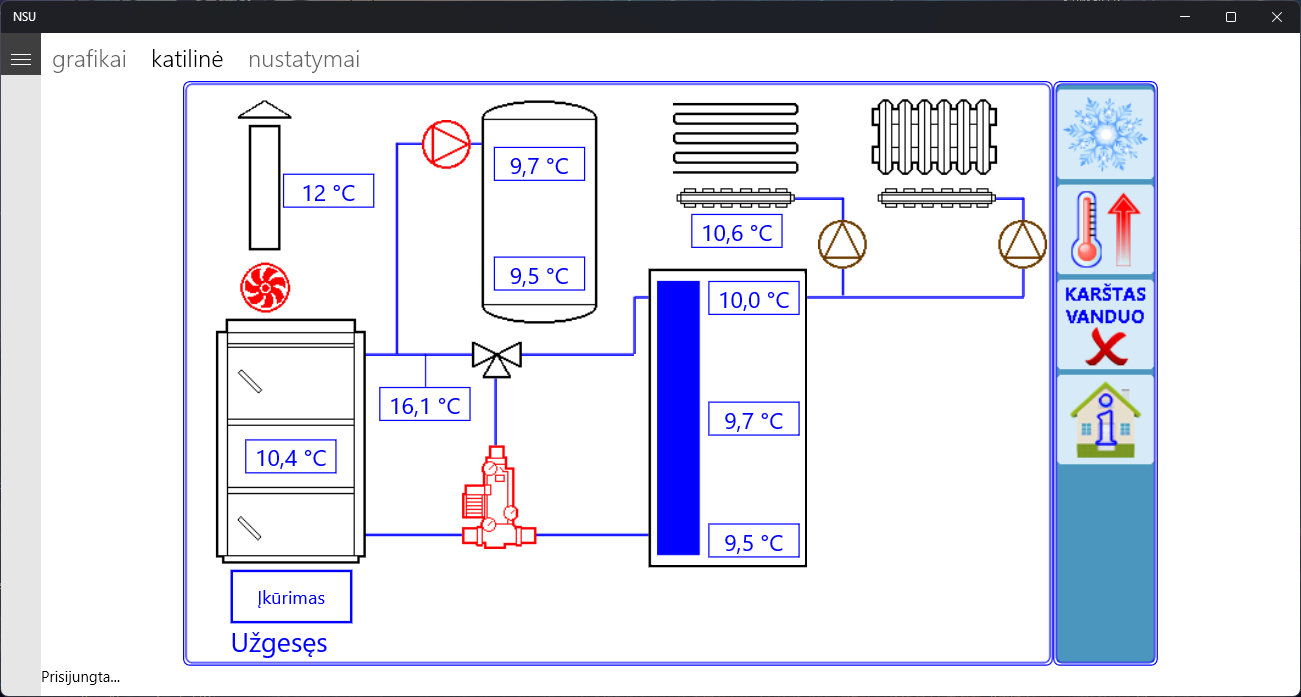 NSU
grafikai katilinė nustatymai
12 °C
9,7 °C
9,5 °C
10,6 °C
10,0 °C
9,7 °C
9,5 °C
16,1 °C
10,4 °C
Įkūrimas
Užgesęs
KARŠTAS
VANDUO
i
Prisijungta...